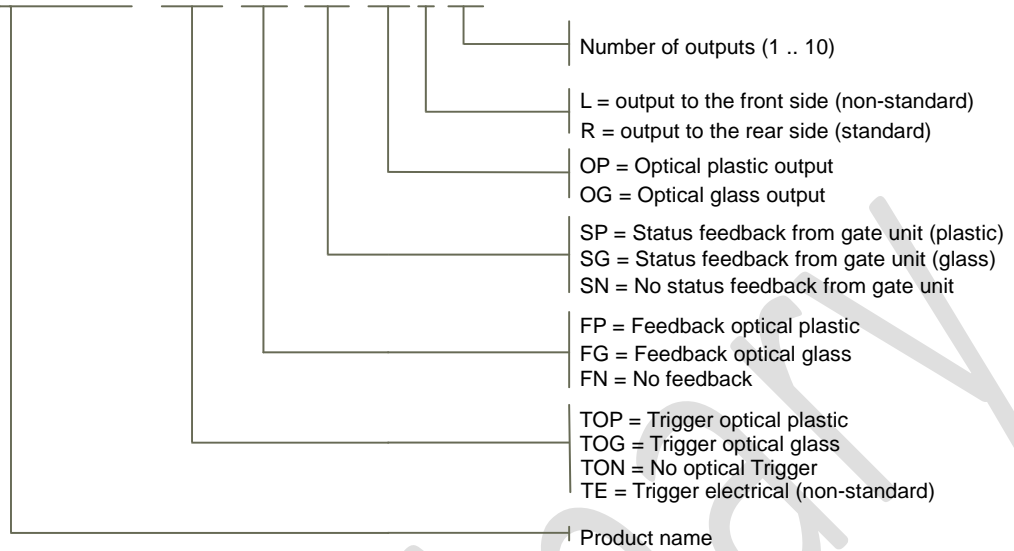 Number of outputs (1 .. 10)
L = output to the front side (non-standard)
R = output to the rear side (standard)
OP = Optical plastic output
OG = Optical glass output
SP = Status feedback from gate unit (plastic)
SG = Status feedback from gate unit (glass)
SN = No status feedback from gate unit
FP = Feedback optical plastic
FG = Feedback optical glass
FN = No feedback
TOP = Trigger optical plastic
TOG = Trigger optical glass
TON = No optical Trigger
TE = Trigger electrical (non-standard)
Product name